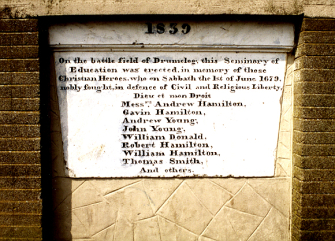 1839
On the battle field of Drumclog, this Seminary of
Education was erected, in memory of those
Christian Heroes, who on Sabbath the 1st of June 1679,
nobly fought, in defence of Civil and Religious Liberty.
Dieu et mon Droit
Messrs. Andrew Hamilton,
Gavin Hamilton,
Andrew Young,
John Young,
William Donald,
Robert Hamilton,
William Hamilton,
Thomas Smith,
And others.